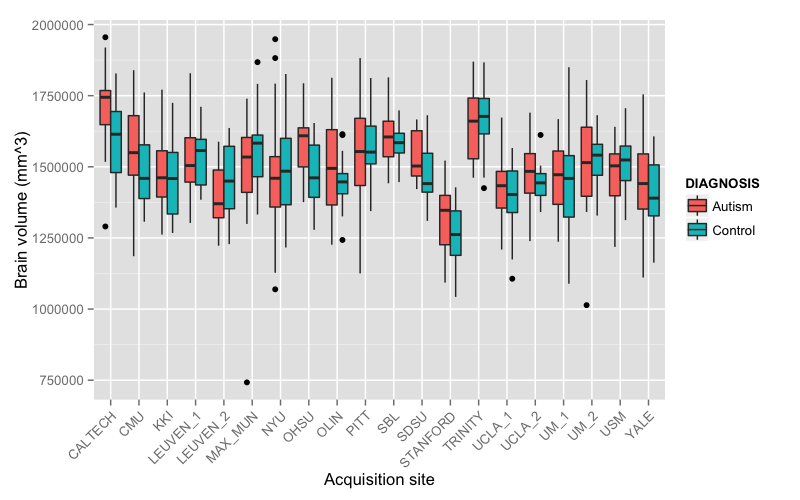 2000000
1750000
1500000
1250000
1000000
750000
Brain volume (mm^3)
CALTECH
CMU
KKI
LEUVEN_1
LEUVEN_2
MAX_MUN
NYU
OHSU
OLIN
PITT
SBL
SDSU
STANFORD
TRINITY
UCLA_1
UCLA_2
UM_1
UM_2
USM
YALE
Acquisition site
DIAGNOSIS
Autism
Control